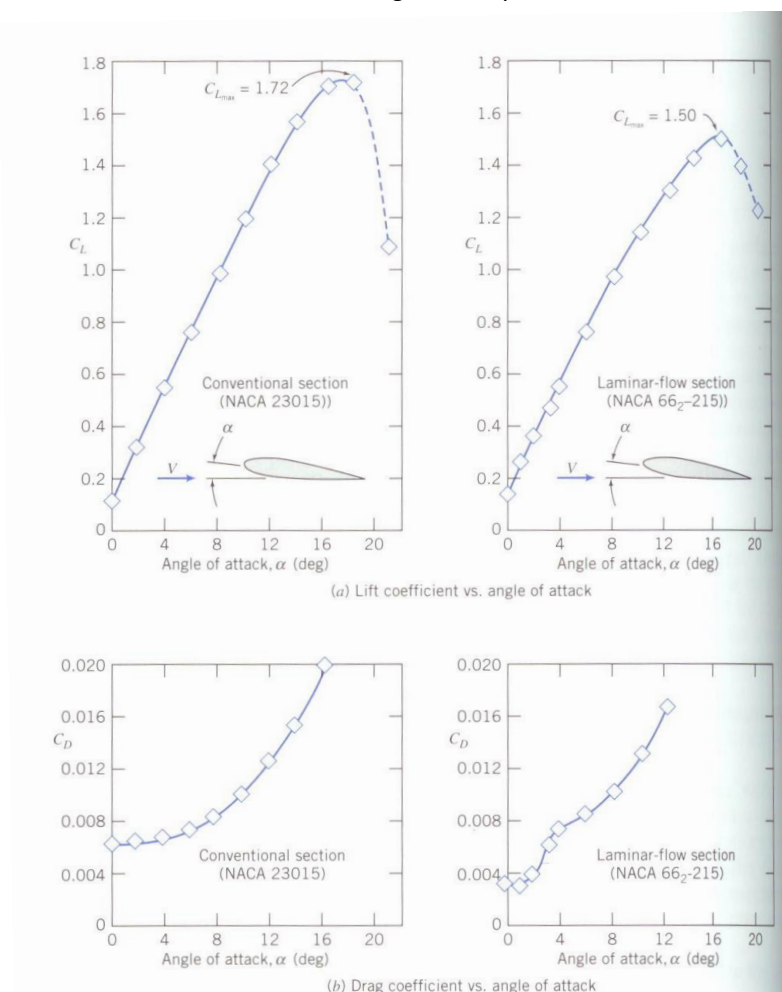 1.8
1.6
1.4
1.2
C_L
1.0
0.8
0.6
0.4
0.2
0
C_Lmax = 1.72
Conventional section
(NACA 23015))
α
V
0 4 8 12 16 20
Angle of attack, α (deg)
1.8
1.6
1.4
1.2
C_L
1.0
0.8
0.6
0.4
0.2
0
C_Lmax = 1.50
Laminar-flow section
(NACA 66₂–215))
α
V
0 4 8 12 16 20
Angle of attack, α (deg)
(a) Lift coefficient vs. angle of attack
0.020
0.016
C_D
0.012
0.008
0.004
0
Conventional section
(NACA 23015)
0 4 8 12 16 20
Angle of attack, α (deg)
0.020
0.016
C_D
0.012
0.008
0.004
0
Laminar-flow section
(NACA 66₂-215)
0 4 8 12 16 20
Angle of attack, α (deg)
(b) Drag coefficient vs. angle of attack